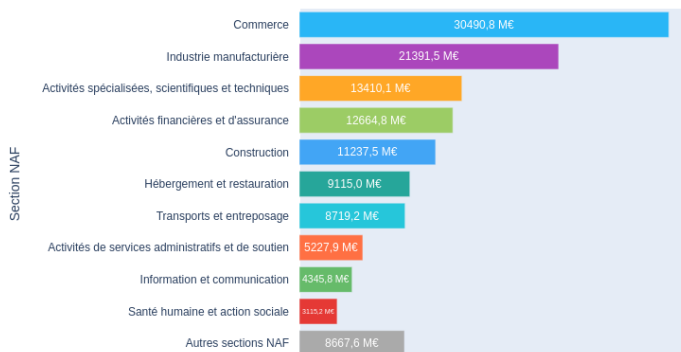 Commerce 30490,8 M€
Industrie manufacturière 21391,5 M€
Activités spécialisées, scientifiques et techniques 13410,1 M€
Activités financières et d'assurance 12664,8 M€
Construction 11237,5 M€
Hébergement et restauration 9115,0 M€
Transports et entreposage 8719,2 M€
Activités de services administratifs et de soutien 5227,9 M€
Information et communication 4345,8 M€
Santé humaine et action sociale 3115,2 M€
Autres sections NAF 8667,6 M€
Section NAF